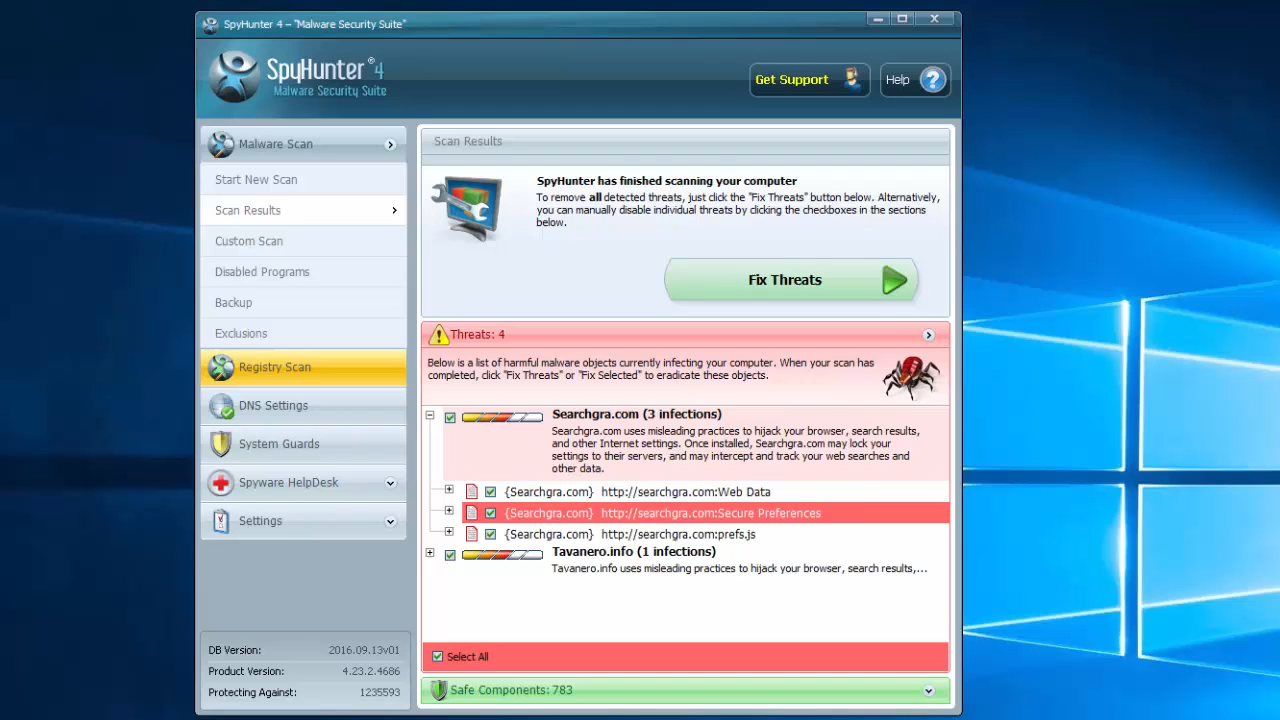 SpyHunter 4 – "Malware Security Suite"
SpyHunter® 4
Malware Security Suite
Get Support
Help
?
Malware Scan
Start New Scan
Scan Results
Custom Scan
Disabled Programs
Backup
Exclusions
Registry Scan
DNS Settings
System Guards
Spyware HelpDesk
Settings
DB Version: 2016.09.13v01
Product Version: 4.23.2.4686
Protecting Against: 1235593
Scan Results
SpyHunter has finished scanning your computer
To remove all detected threats, just click the "Fix Threats" button below. Alternatively,
you can manually disable individual threats by clicking the checkboxes in the sections
below.
Fix Threats
Threats: 4
Below is a list of harmful malware objects currently infecting your computer. When your scan has
completed, click "Fix Threats" or "Fix Selected" to eradicate these objects.
Searchgra.com (3 infections)
Searchgra.com uses misleading practices to hijack your browser, search results,
and other Internet settings. Once installed, Searchgra.com may lock your
settings to their servers, and may intercept and track your web searches and
other data.
{Searchgra.com} http://searchgra.com:Web Data
{Searchgra.com} http://searchgra.com:Secure Preferences
{Searchgra.com} http://searchgra.com:prefs.js
Tavanero.info (1 infections)
Tavanero.info uses misleading practices to hijack your browser, search results,...
Select All
Safe Components: 783